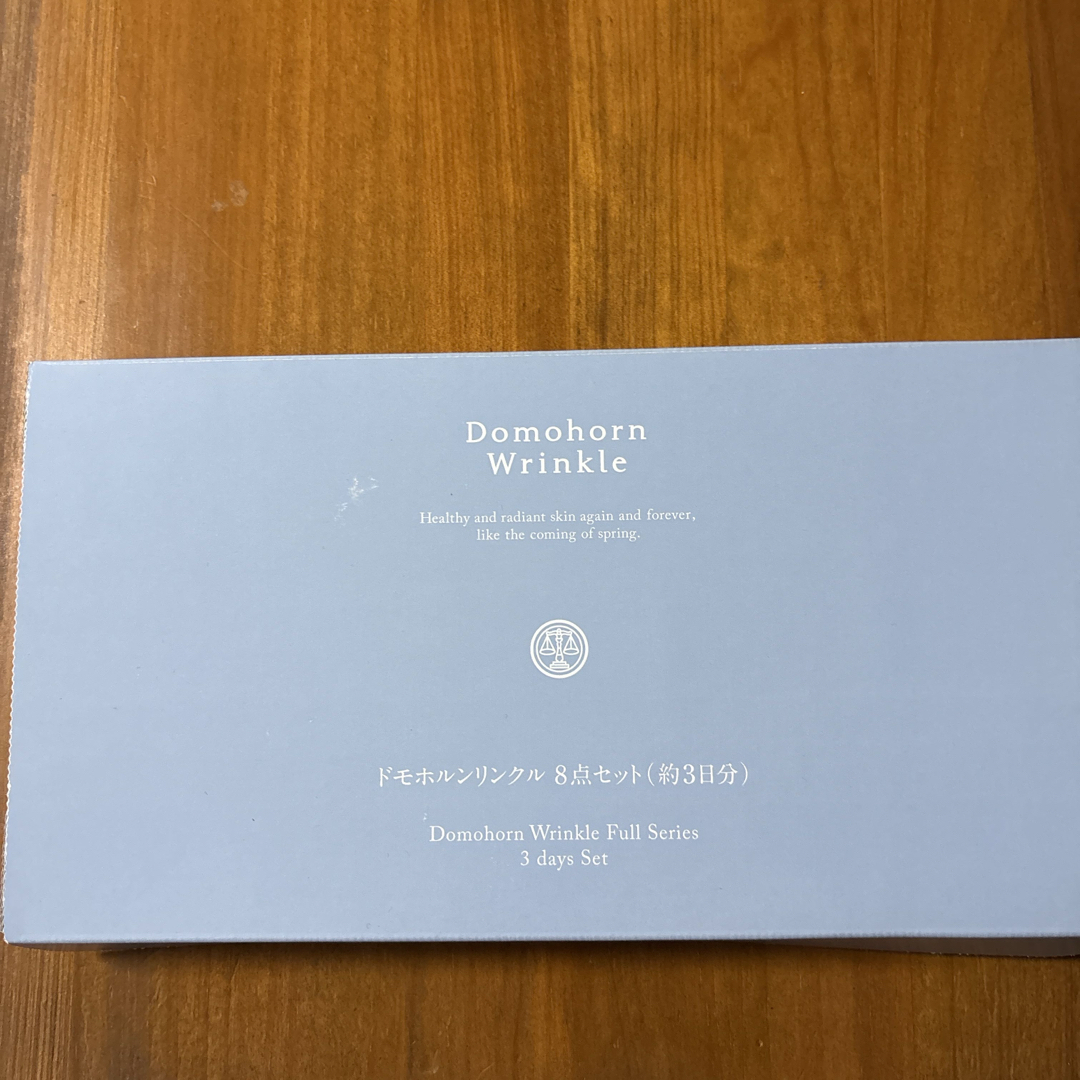 Domohorn
Wrinkle
Healthy and radiant skin again and forever,
like the coming of spring.
ドモホルンリンクル 8点セット(約3日分)
Domohorn Wrinkle Full Series
3 days Set